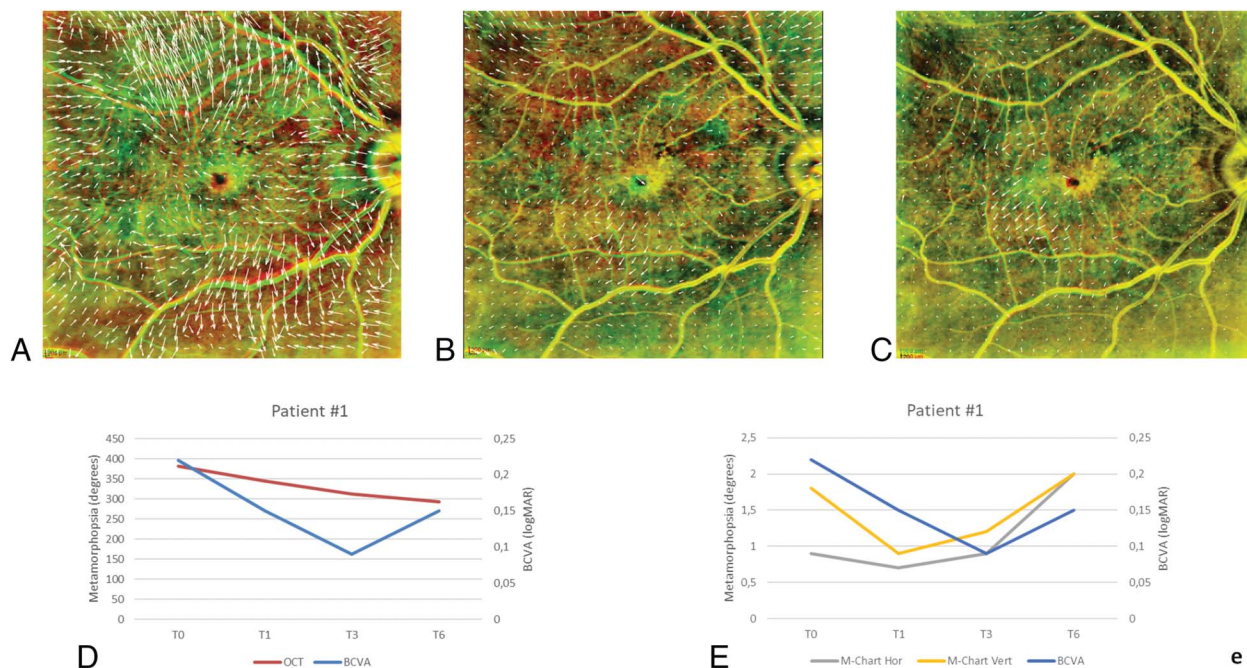 A
B
C
Patient #1
Metamorphopsia (degrees)
450
400
350
300
250
200
150
100
50
0
0,25
0,2
0,15
0,1
0,05
0
BCVA (logMAR)
T0 T1 T3 T6
OCT BCVA
D
Patient #1
Metamorphopsia (degrees)
2,5
2
1,5
1
0,5
0
0,25
0,2
0,15
0,1
0,05
0
BCVA (logMAR)
T0 T1 T3 T6
M-Chart Hor M-Chart Vert BCVA
E
e